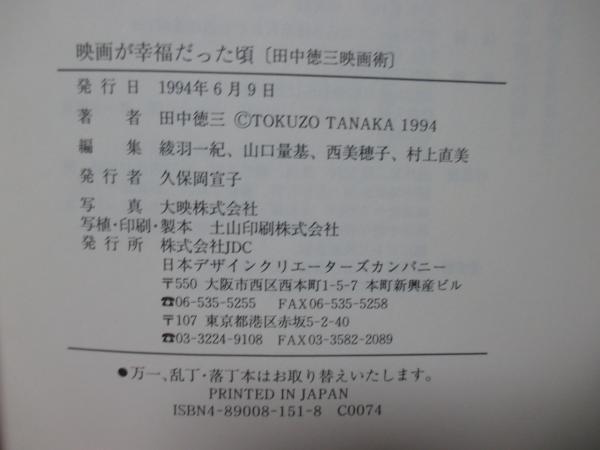 映画が幸福だった頃〔田中徳三映画術〕
発行日 1994年6月9日
著者 田中徳三 ©TOKUZO TANAKA 1994
編集 綾羽一紀、山口量基、西美穂子、村上直美
発行者 久保岡宣子
写真 大映株式会社
写植・印刷・製本 土山印刷株式会社
発行所 株式会社JDC
日本デザインクリエーターズカンパニー
〒550 大阪市西区西本町1-5-7 本町新興産ビル
☎06-535-5255 FAX06-535-5258
〒107 東京都港区赤坂5-2-40
☎03-3224-9108 FAX03-3582-2089
●万一、乱丁・落丁本はお取り替えいたします。
PRINTED IN JAPAN
ISBN4-89008-151-8 C0074